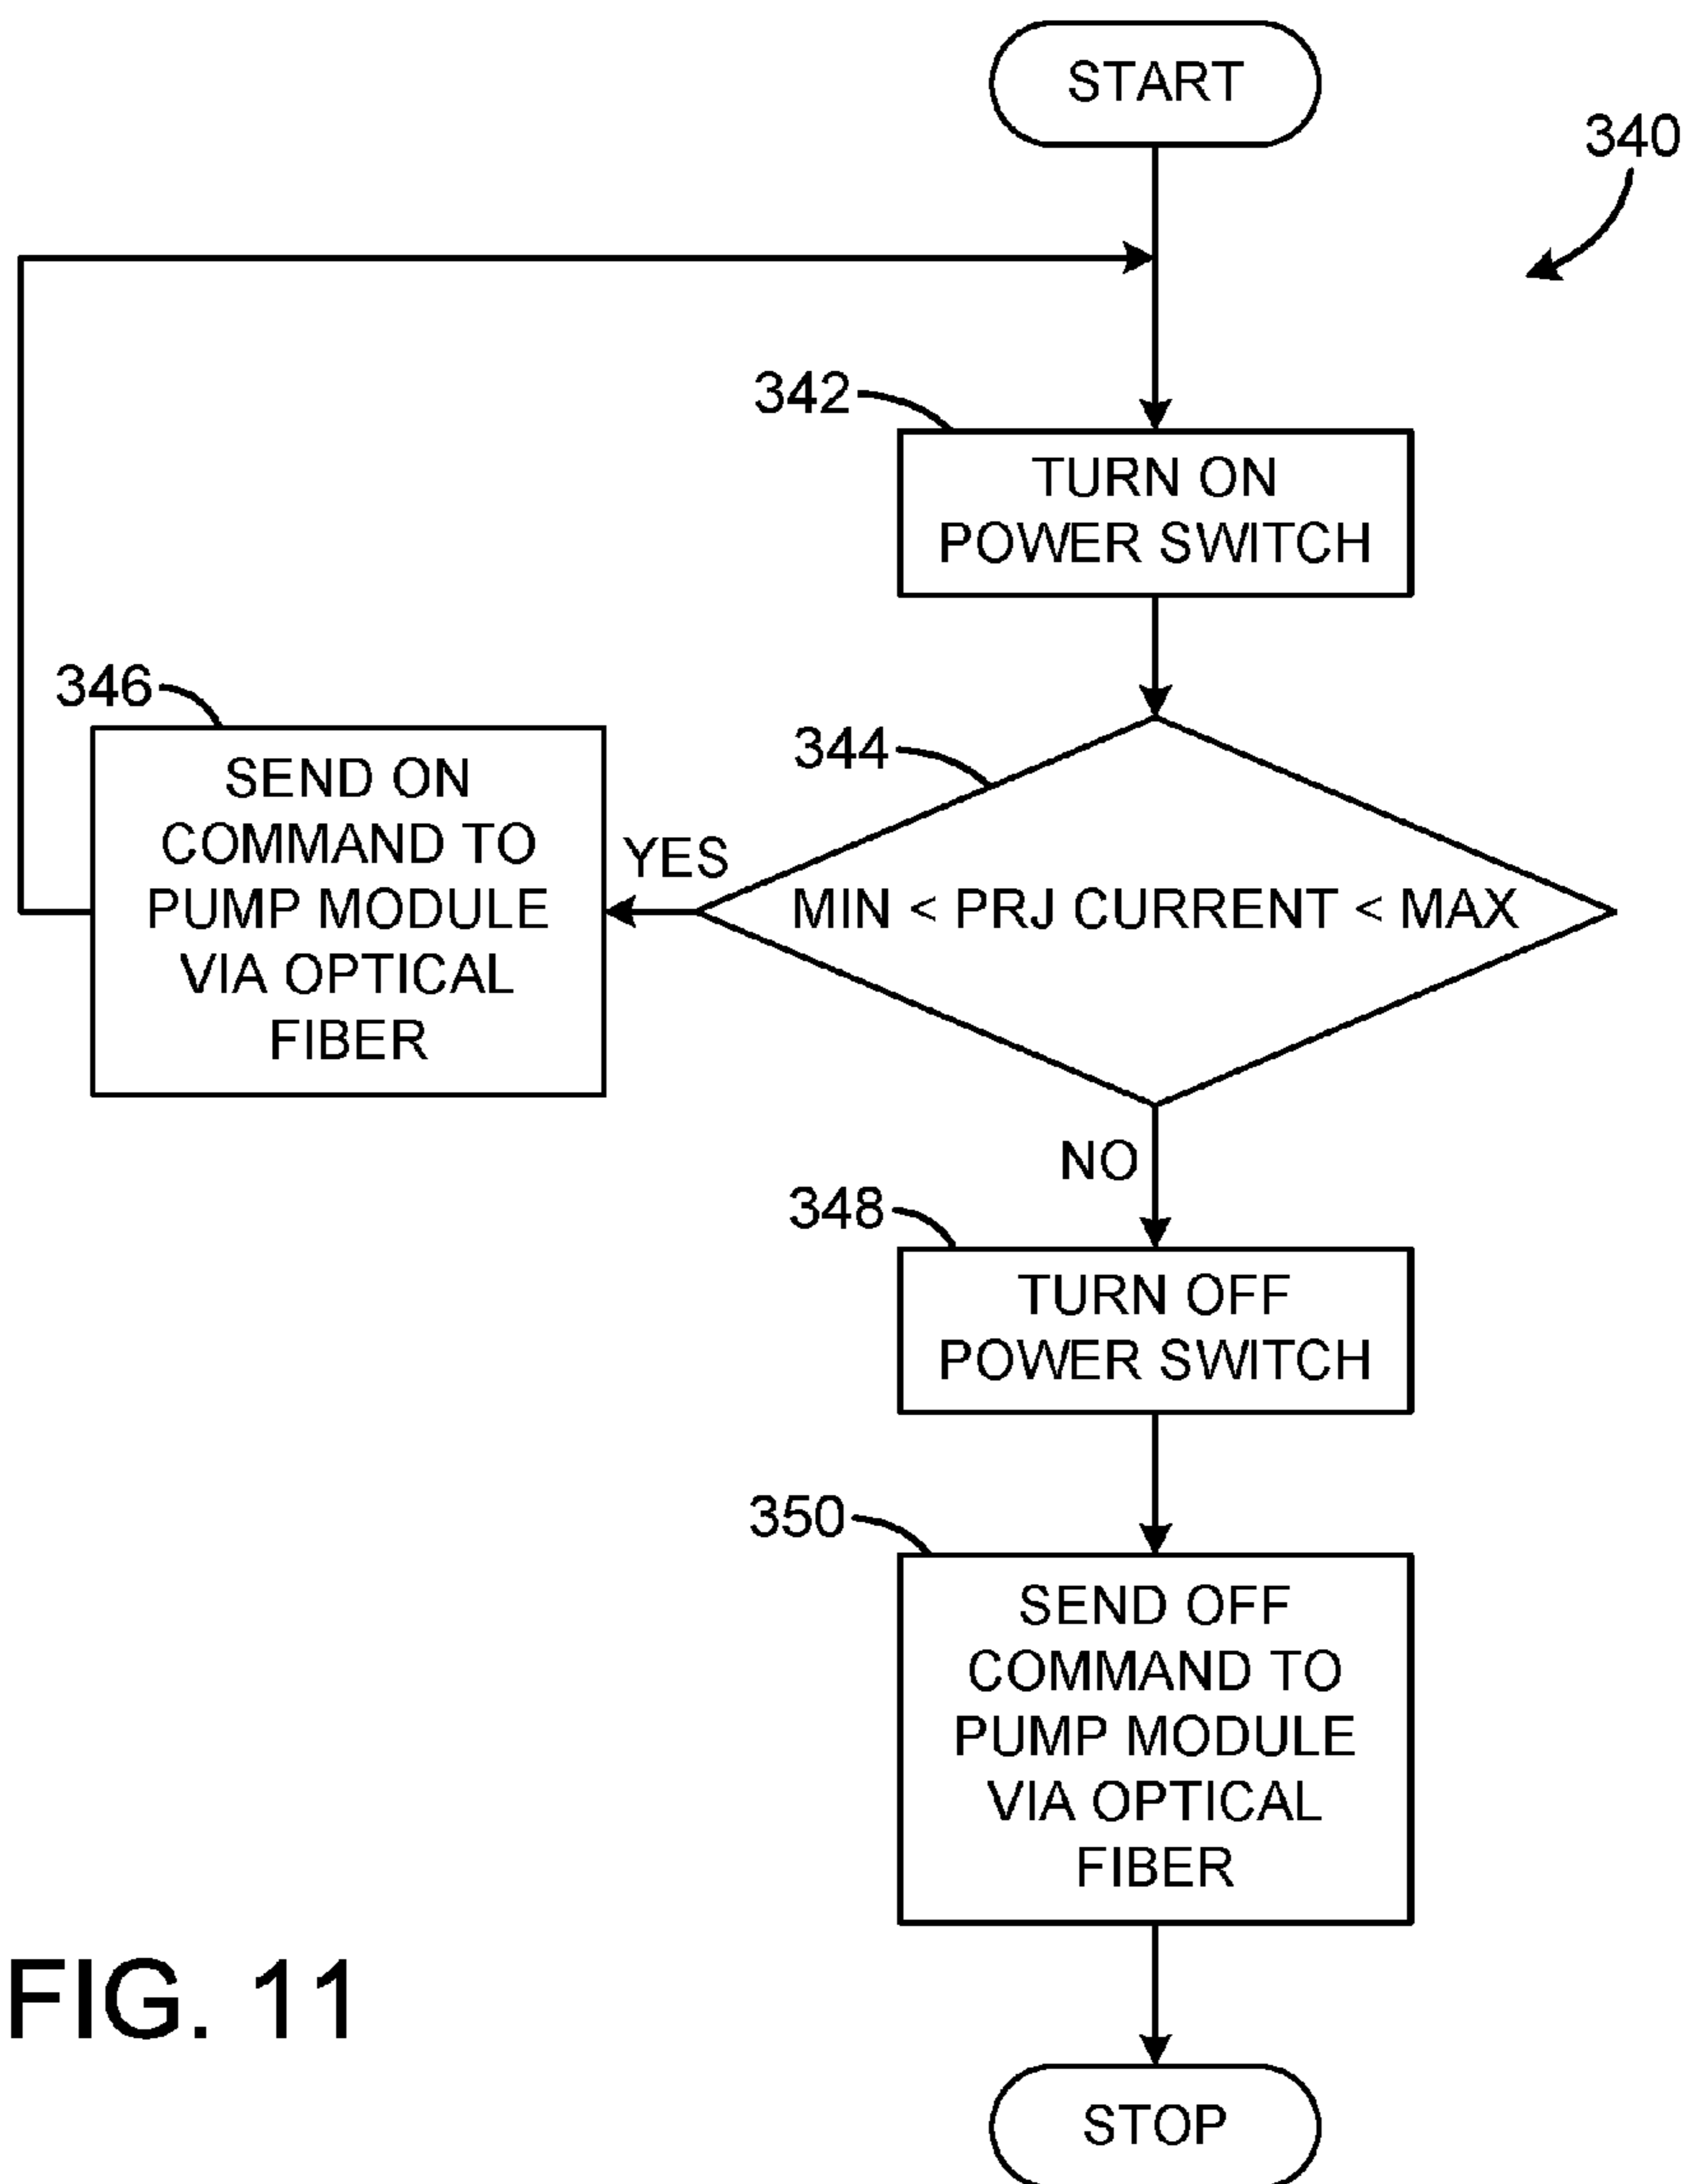 START
340
342
TURN ON
POWER SWITCH
346
SEND ON
COMMAND TO
PUMP MODULE
VIA OPTICAL
FIBER
YES
344
MIN < PRJ CURRENT < MAX
NO
348
TURN OFF
POWER SWITCH
350
SEND OFF
COMMAND TO
PUMP MODULE
VIA OPTICAL
FIBER
STOP
FIG. 11